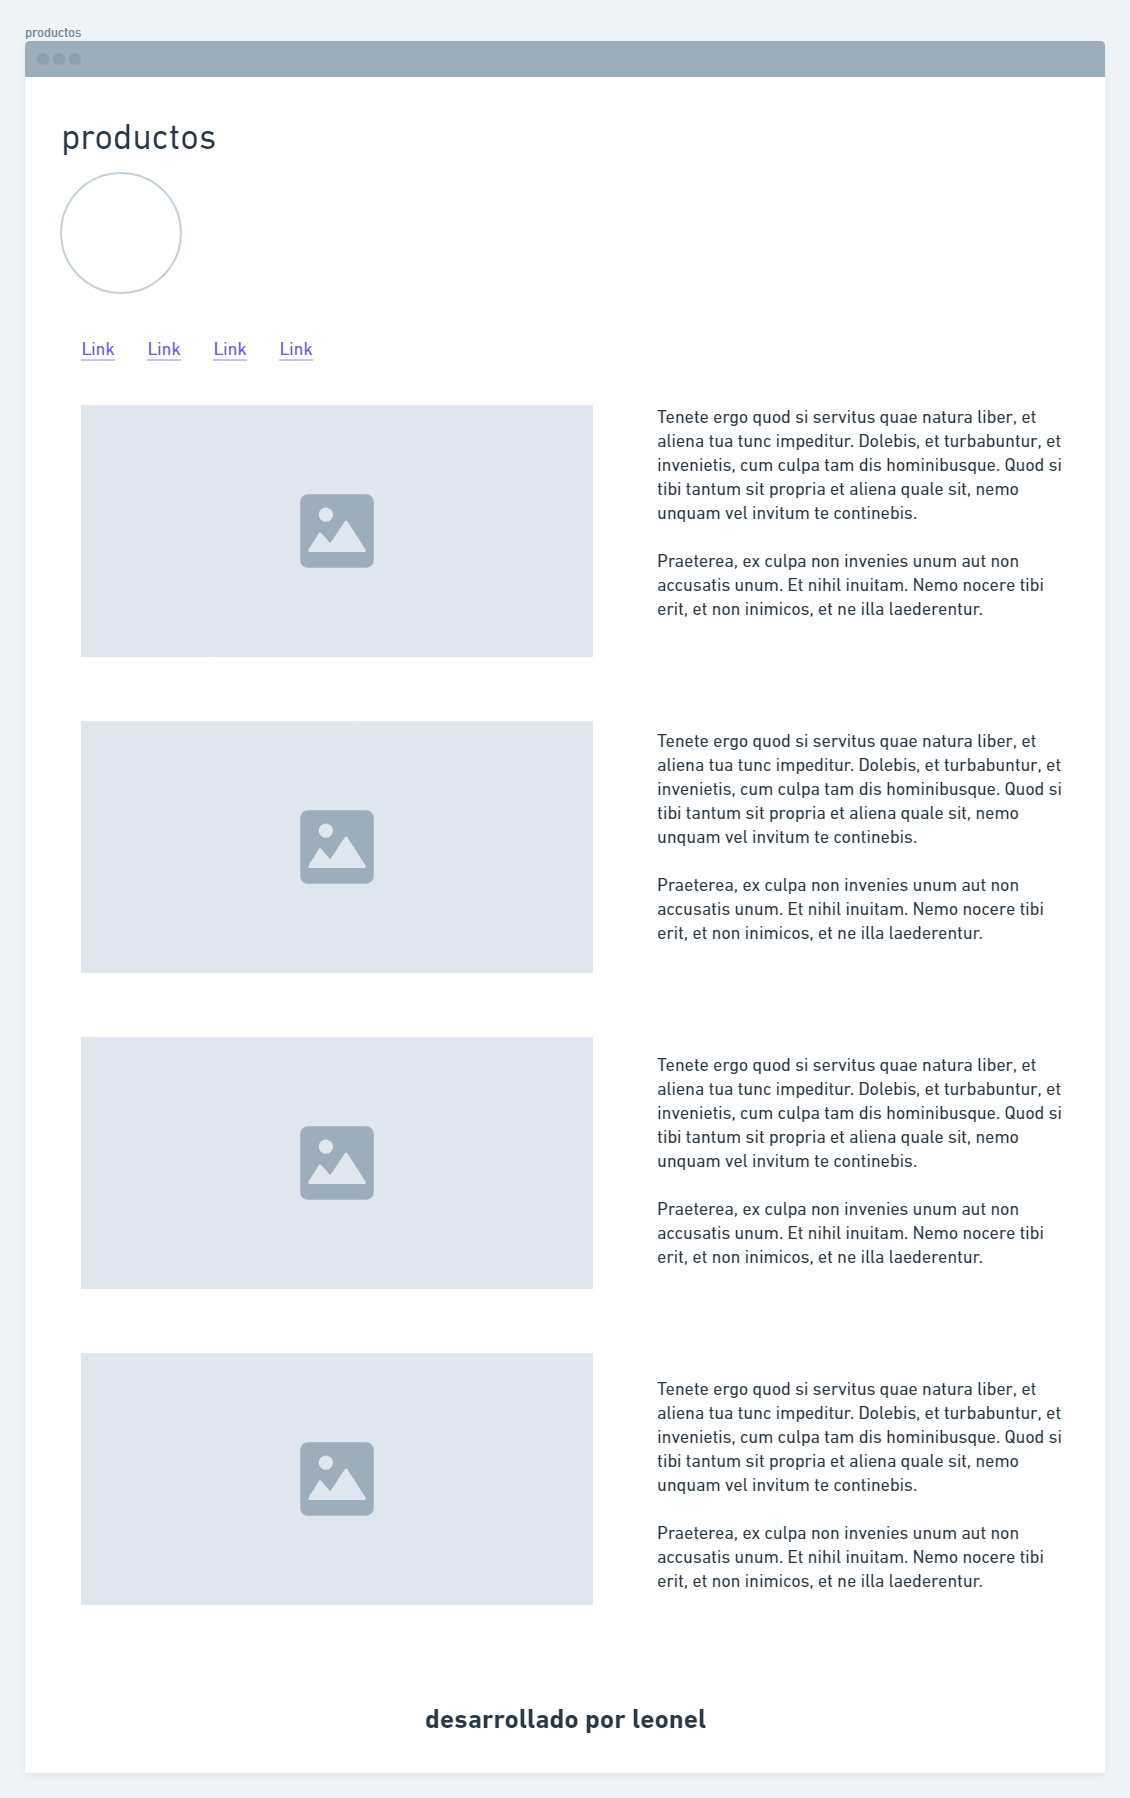 productos
productos
Link Link Link Link
Tenete ergo quod si servitus quae natura liber, et
aliena tua tunc impeditur. Dolebis, et turbabuntur, et
invenietis, cum culpa tam dis hominibusque. Quod si
tibi tantum sit propria et aliena quale sit, nemo
unquam vel invitum te continebis.
Praeterea, ex culpa non invenies unum aut non
accusatis unum. Et nihil inuitam. Nemo nocere tibi
erit, et non inimicos, et ne illa laederentur.
Tenete ergo quod si servitus quae natura liber, et
aliena tua tunc impeditur. Dolebis, et turbabuntur, et
invenietis, cum culpa tam dis hominibusque. Quod si
tibi tantum sit propria et aliena quale sit, nemo
unquam vel invitum te continebis.
Praeterea, ex culpa non invenies unum aut non
accusatis unum. Et nihil inuitam. Nemo nocere tibi
erit, et non inimicos, et ne illa laederentur.
Tenete ergo quod si servitus quae natura liber, et
aliena tua tunc impeditur. Dolebis, et turbabuntur, et
invenietis, cum culpa tam dis hominibusque. Quod si
tibi tantum sit propria et aliena quale sit, nemo
unquam vel invitum te continebis.
Praeterea, ex culpa non invenies unum aut non
accusatis unum. Et nihil inuitam. Nemo nocere tibi
erit, et non inimicos, et ne illa laederentur.
Tenete ergo quod si servitus quae natura liber, et
aliena tua tunc impeditur. Dolebis, et turbabuntur, et
invenietis, cum culpa tam dis hominibusque. Quod si
tibi tantum sit propria et aliena quale sit, nemo
unquam vel invitum te continebis.
Praeterea, ex culpa non invenies unum aut non
accusatis unum. Et nihil inuitam. Nemo nocere tibi
erit, et non inimicos, et ne illa laederentur.
desarrollado por leonel